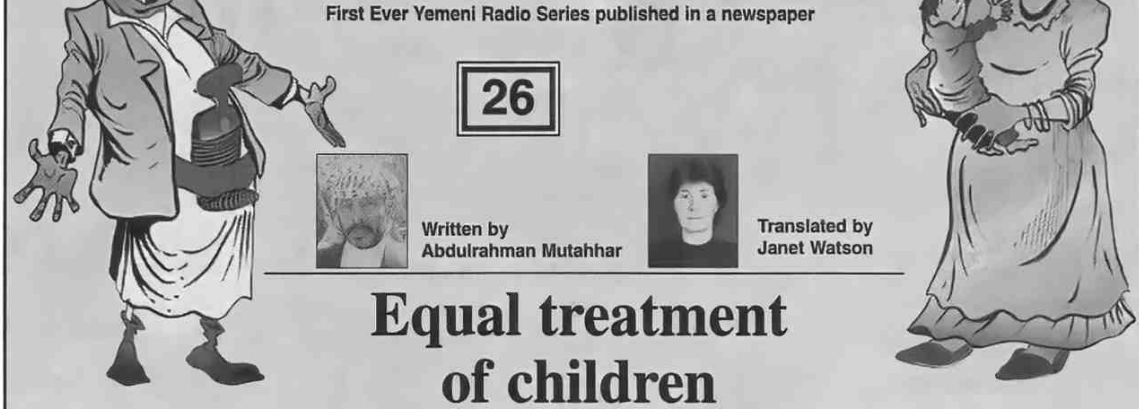 First Ever Yemeni Radio Series published in a newspaper
26
Written by
Abdulrahman Mutahhar
Translated by
Janet Watson
Equal treatment
of children